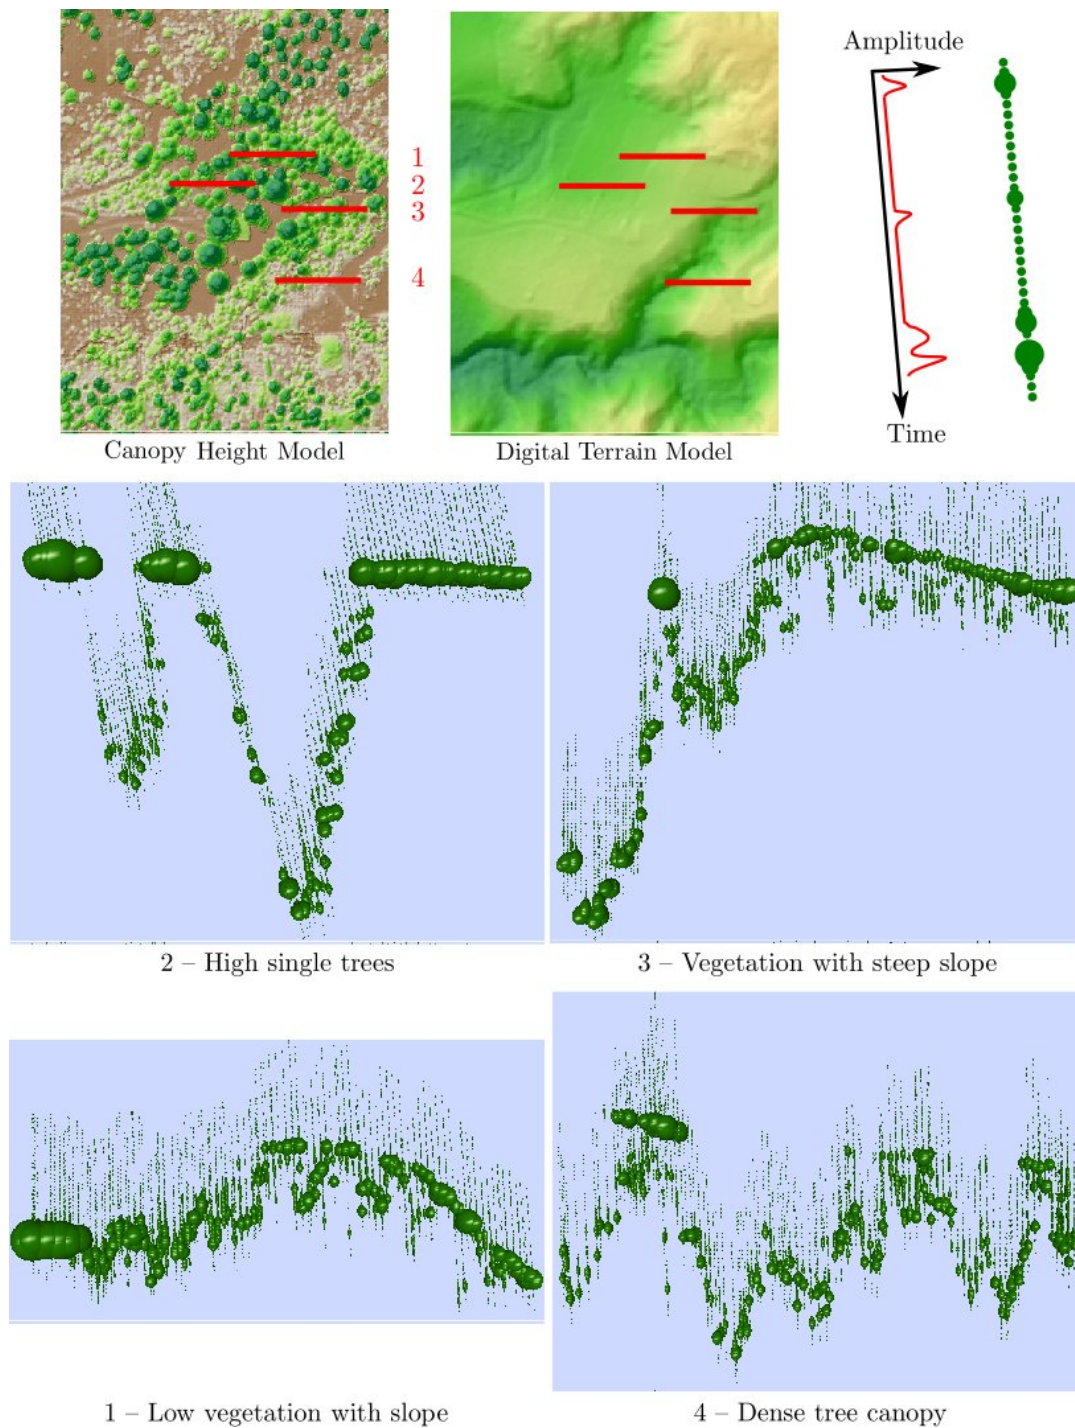 Amplitude
1
2
3
4
Time
Canopy Height Model
Digital Terrain Model
2 – High single trees
3 – Vegetation with steep slope
1 – Low vegetation with slope
4 – Dense tree canopy